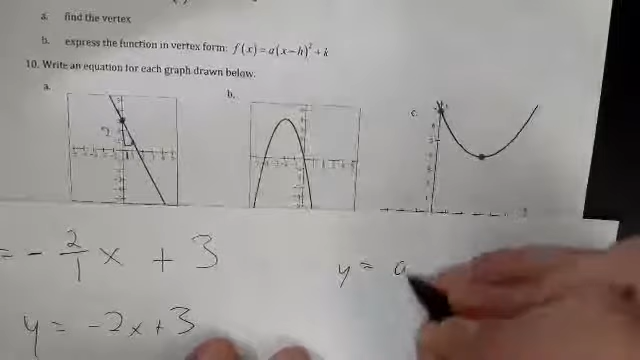 a. find the vertex
b. express the function in vertex form: f(x) = a(x-h)² + k
10. Write an equation for each graph drawn below.
a. b. c.
2
= - 2/1 x + 3
y = a
y = -2x + 3